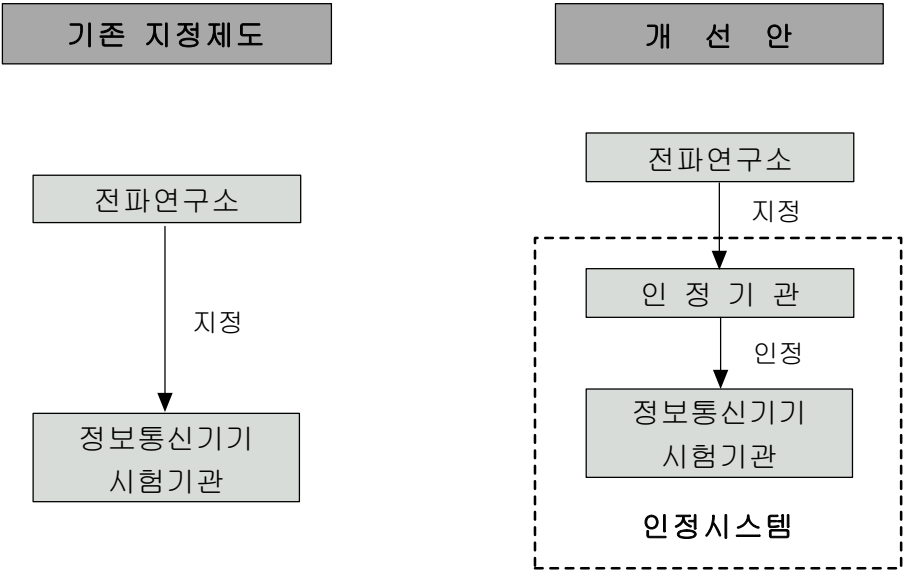 기존 지정제도
전파연구소
지정
정보통신기기
시험기관
개 선 안
전파연구소
지정
인 정 기 관
인정
정보통신기기
시험기관
인정시스템